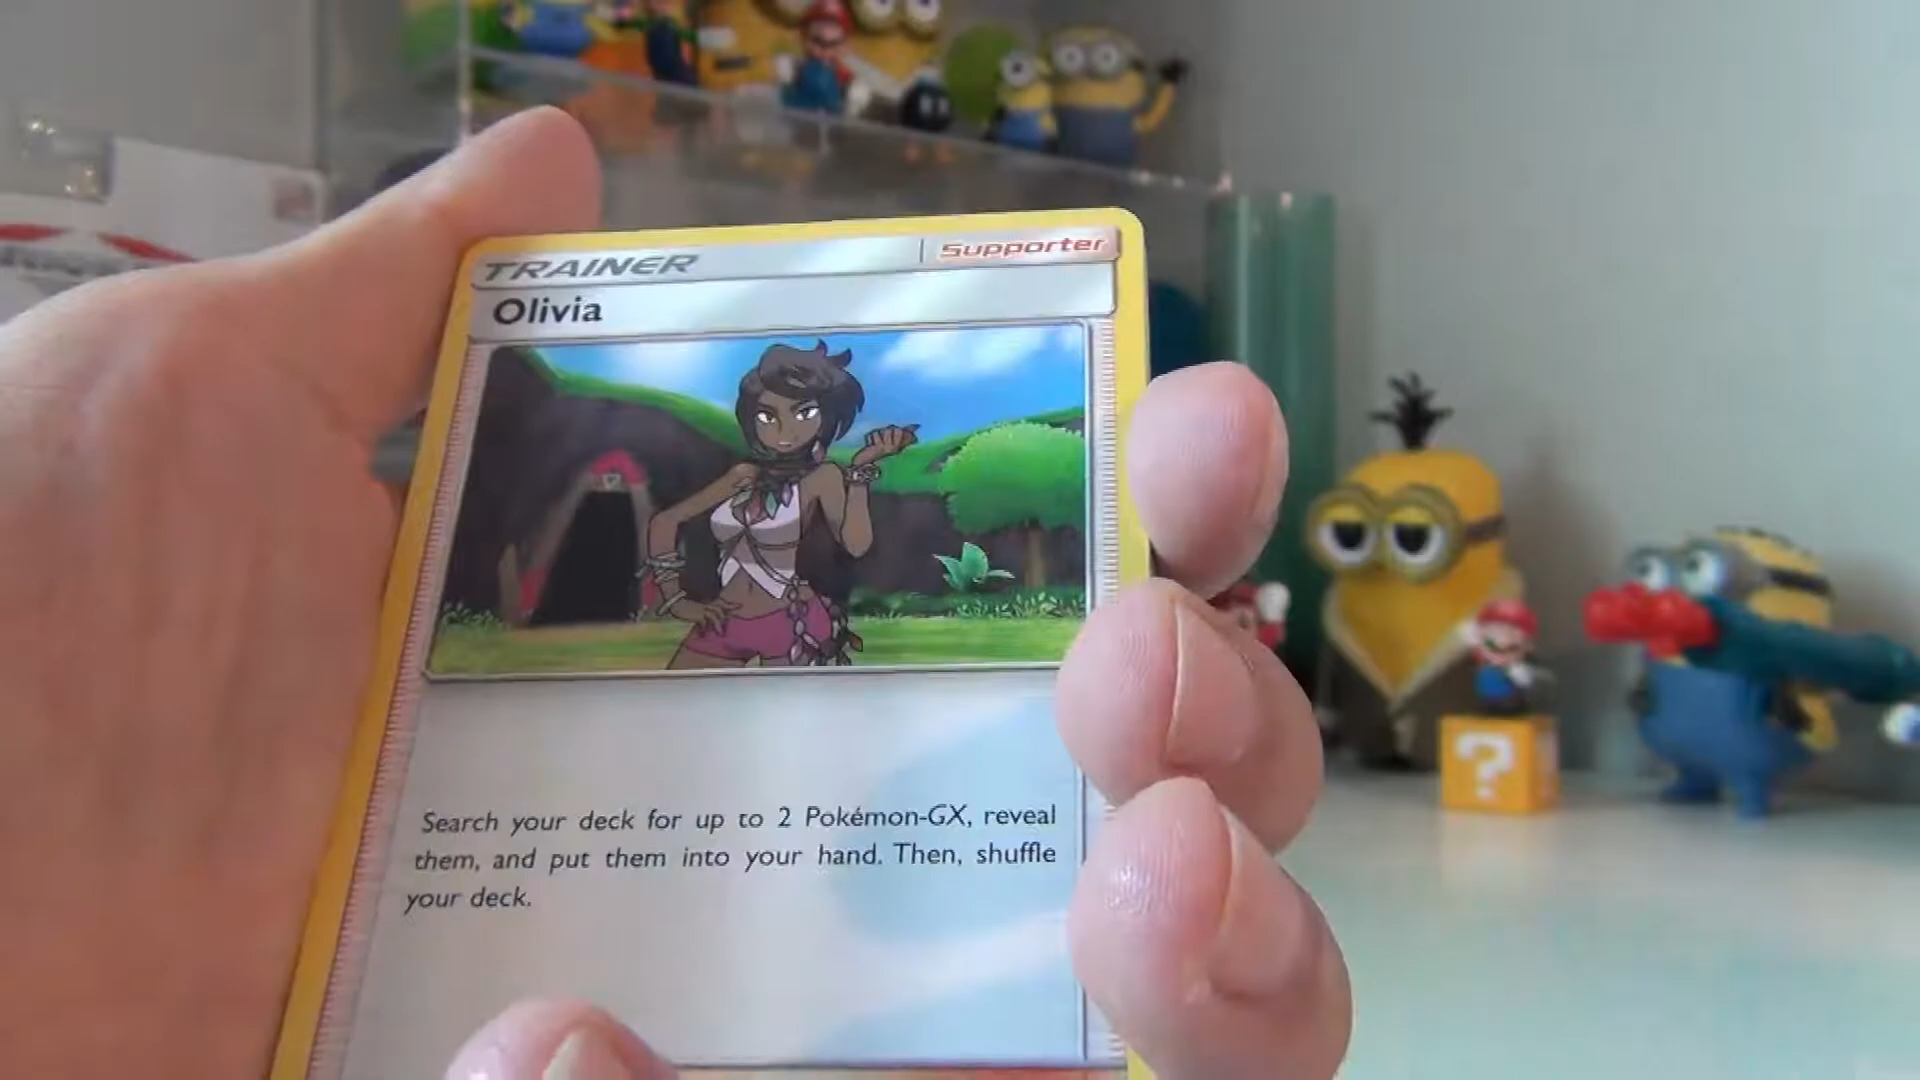 TRAINER
Supporter
Olivia
Search your deck for up to 2 Pokémon-GX, reveal
them, and put them into your hand. Then, shuffle
your deck.
?